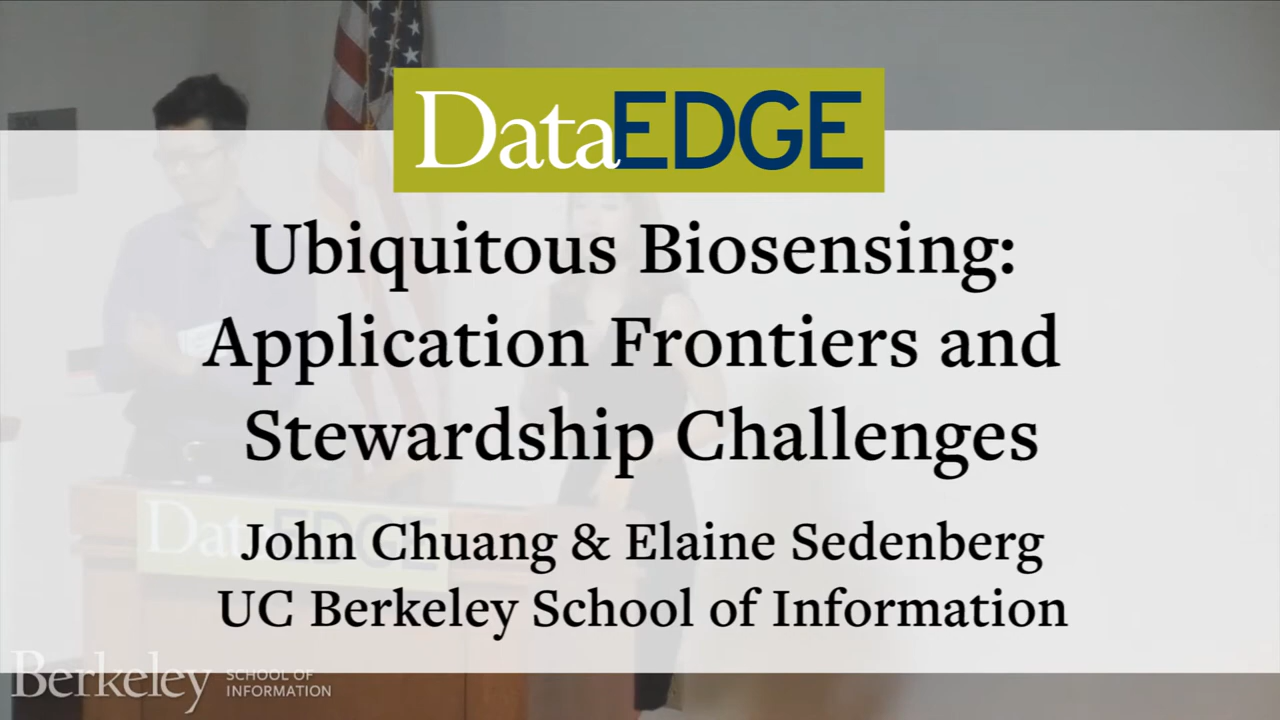 DataEDGE
Ubiquitous Biosensing:
Application Frontiers and
Stewardship Challenges
John Chuang & Elaine Sedenberg
UC Berkeley School of Information
DataEDGE
Berkeley SCHOOL OF
INFORMATION